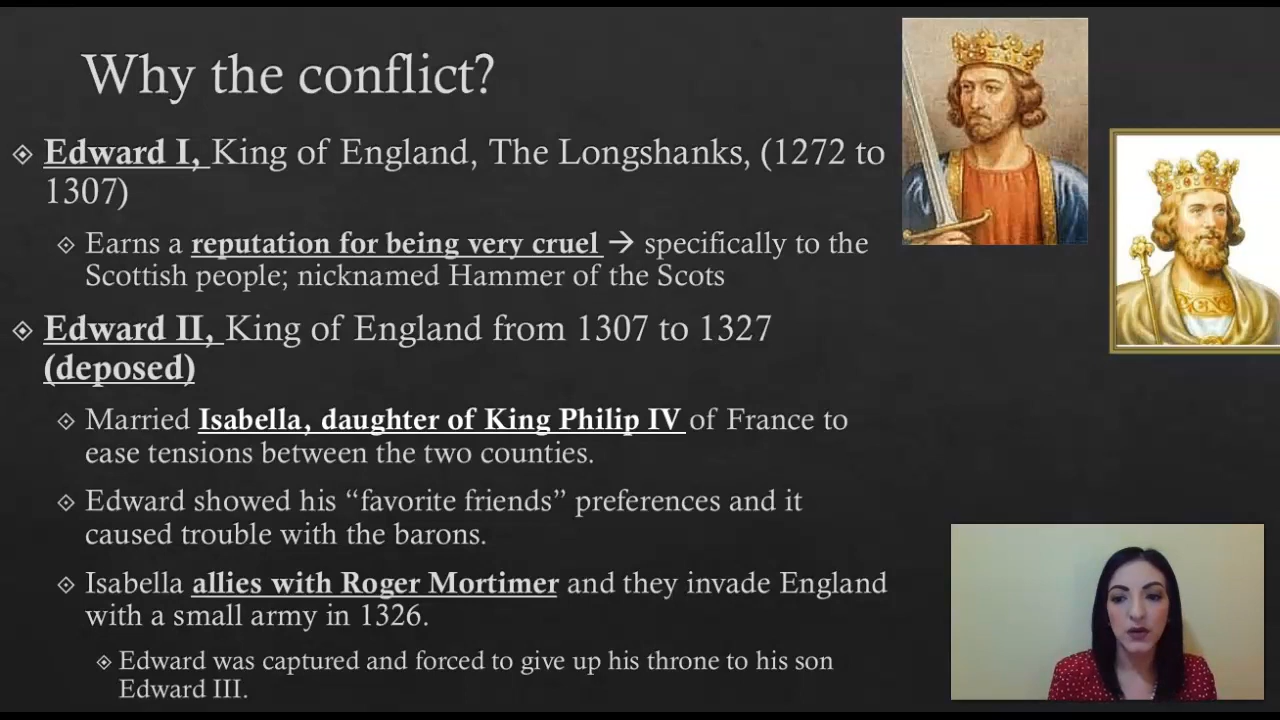 Why the conflict?
Edward I, King of England, The Longshanks, (1272 to
1307)
Earns a reputation for being very cruel → specifically to the
Scottish people; nicknamed Hammer of the Scots
Edward II, King of England from 1307 to 1327
(deposed)
Married Isabella, daughter of King Philip IV of France to
ease tensions between the two counties.
Edward showed his “favorite friends” preferences and it
caused trouble with the barons.
Isabella allies with Roger Mortimer and they invade England
with a small army in 1326.
Edward was captured and forced to give up his throne to his son
Edward III.